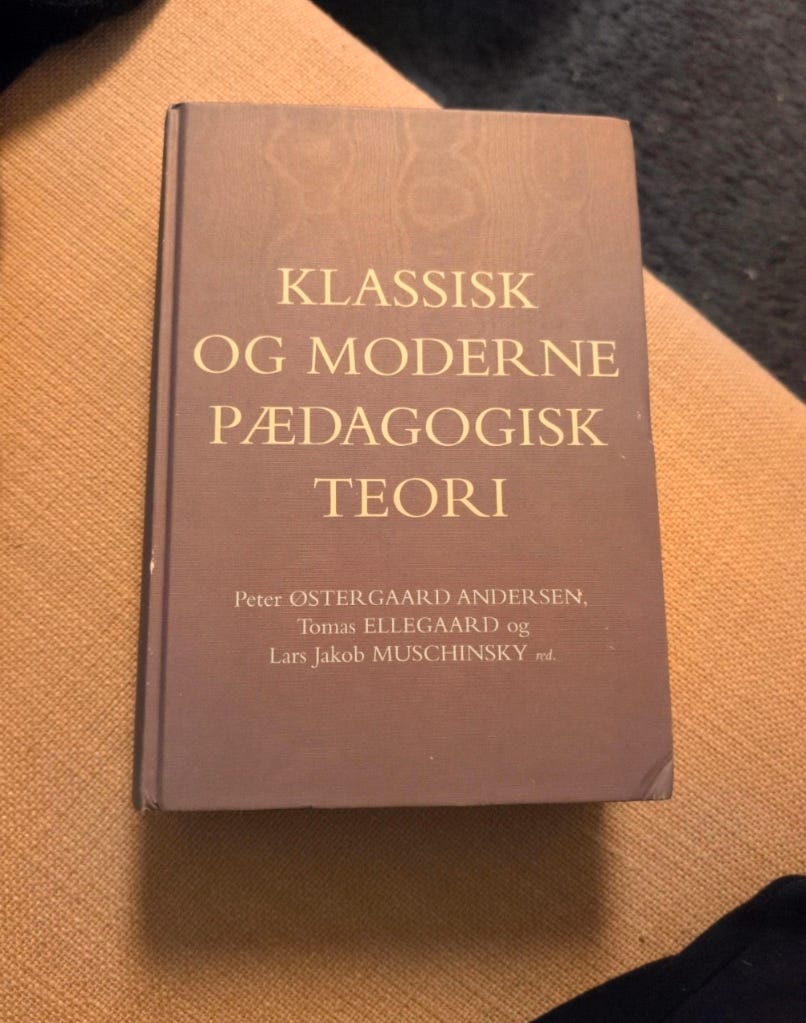 KLASSISK
OG MODERNE
PÆDAGOGISK
TEORI
Peter ØSTERGAARD ANDERSEN,
Tomas ELLEGAARD og
Lars Jakob MUSCHINSKY red.